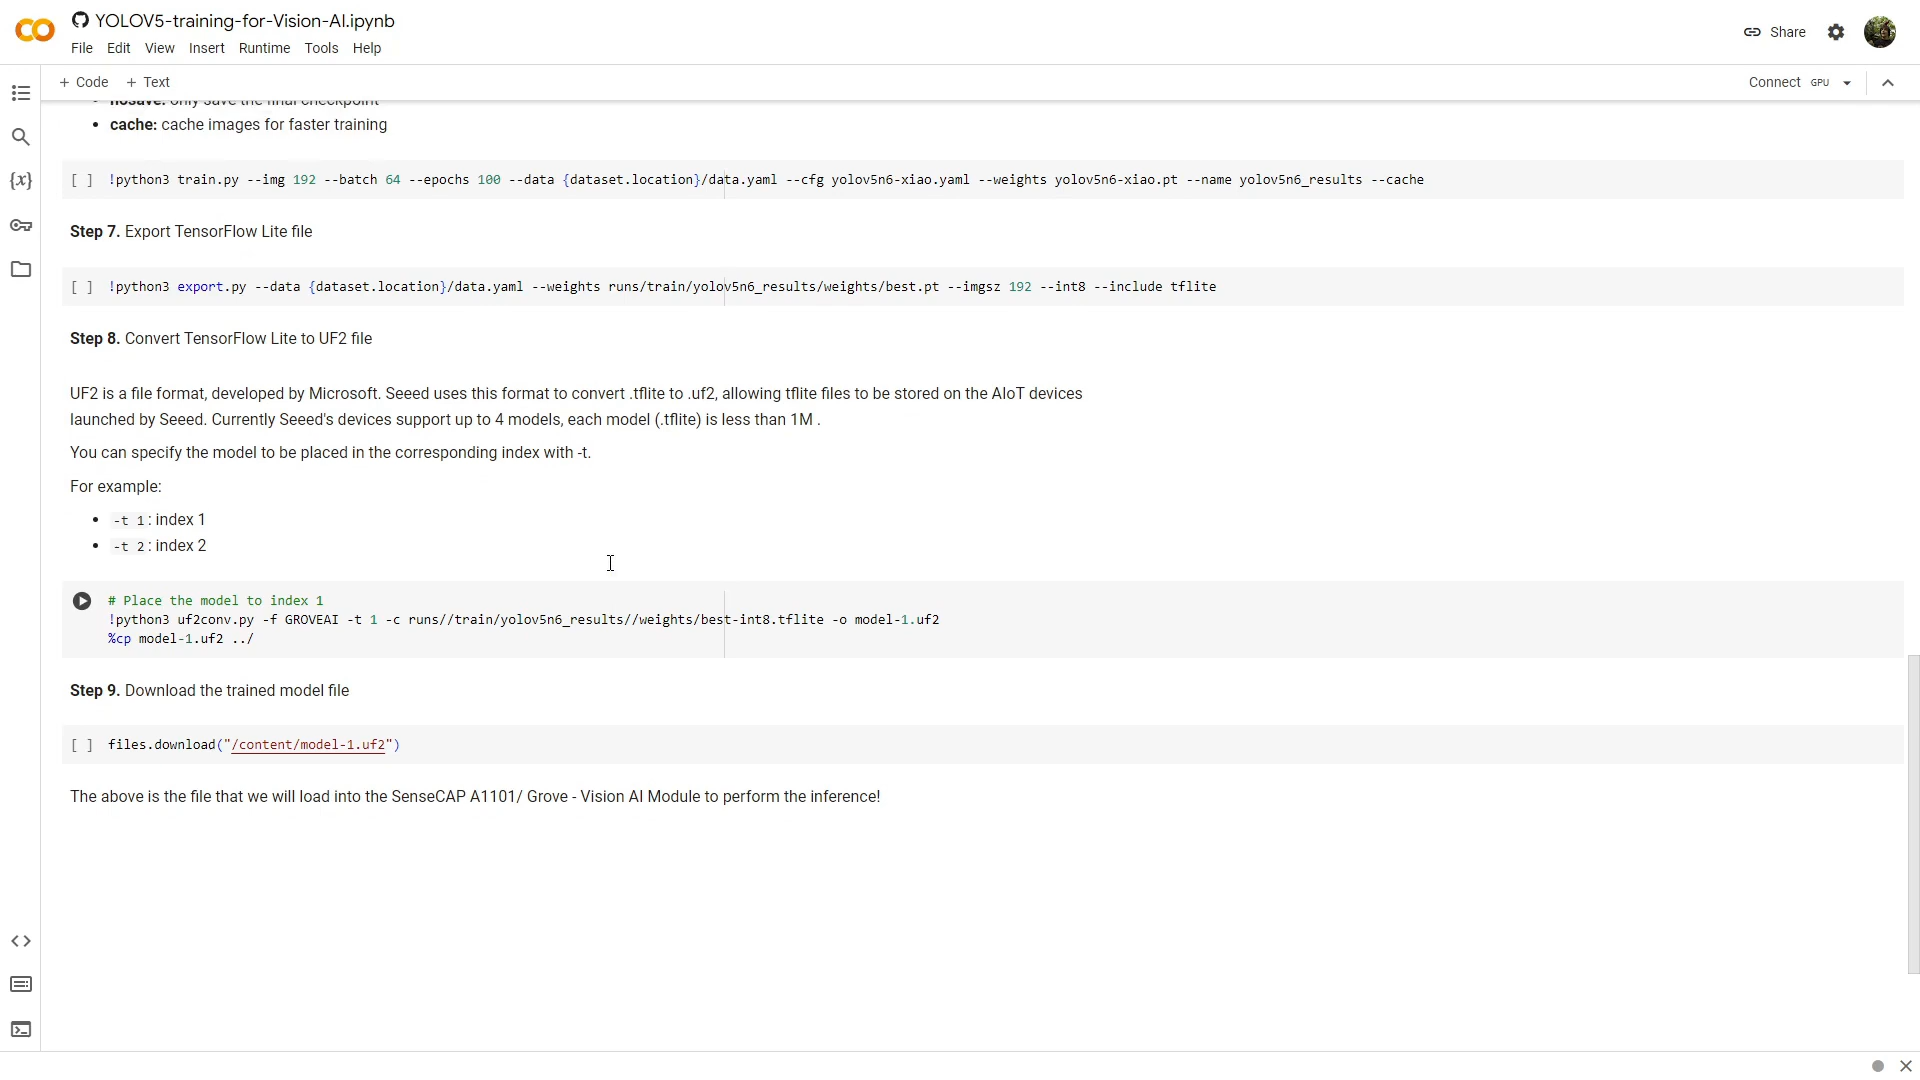 YOLOV5-training-for-Vision-AI.ipynb
File Edit View Insert Runtime Tools Help
Share
+ Code + Text
Connect GPU
nosave: only save the final checkpoint
cache: cache images for faster training
[ ] !python3 train.py --img 192 --batch 64 --epochs 100 --data {dataset.location}/data.yaml --cfg yolov5n6-xiao.yaml --weights yolov5n6-xiao.pt --name yolov5n6_results --cache
Step 7. Export TensorFlow Lite file
[ ] !python3 export.py --data {dataset.location}/data.yaml --weights runs/train/yolov5n6_results/weights/best.pt --imgsz 192 --int8 --include tflite
Step 8. Convert TensorFlow Lite to UF2 file
UF2 is a file format, developed by Microsoft. Seeed uses this format to convert .tflite to .uf2, allowing tflite files to be stored on the AIoT devices
launched by Seeed. Currently Seeed's devices support up to 4 models, each model (.tflite) is less than 1M .
You can specify the model to be placed in the corresponding index with -t.
For example:
-t 1 : index 1
-t 2 : index 2
# Place the model to index 1
!python3 uf2conv.py -f GROVEAI -t 1 -c runs//train/yolov5n6_results//weights/best-int8.tflite -o model-1.uf2
%cp model-1.uf2 ../
Step 9. Download the trained model file
[ ] files.download("/content/model-1.uf2")
The above is the file that we will load into the SenseCAP A1101/ Grove - Vision AI Module to perform the inference!